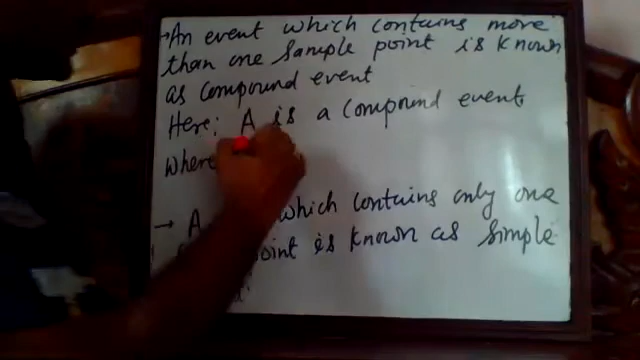 →An event which contains more
than one sample point is known
as compound event
Here: A is a compound event.
Where
→ A which contains only one
point is known as simple